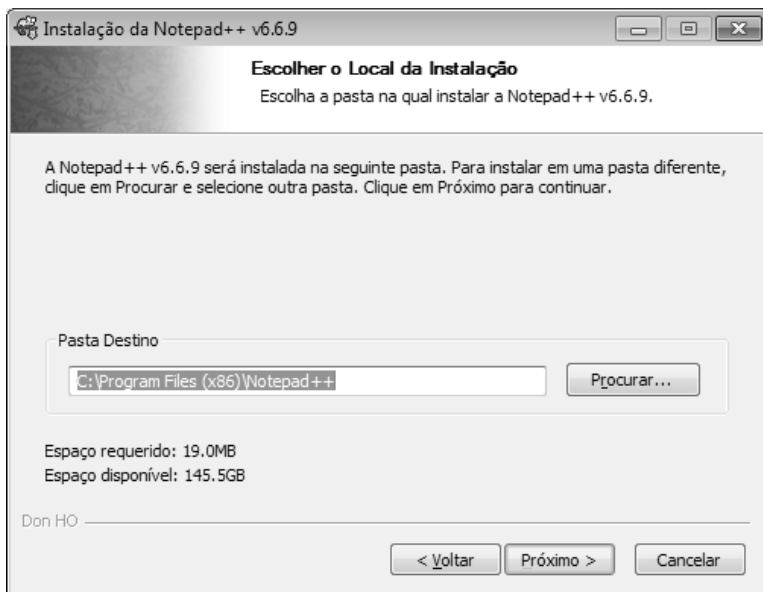 Instalação da Notepad++ v6.6.9
Escolher o Local da Instalação
Escolha a pasta na qual instalar a Notepad++ v6.6.9.
A Notepad++ v6.6.9 será instalada na seguinte pasta. Para instalar em uma pasta diferente,
clique em Procurar e selecione outra pasta. Clique em Próximo para continuar.
Pasta Destino
C:\Program Files (x86)\Notepad++
Procurar...
Espaço requerido: 19.0MB
Espaço disponível: 145.5GB
Don HO
< Voltar Próximo > Cancelar